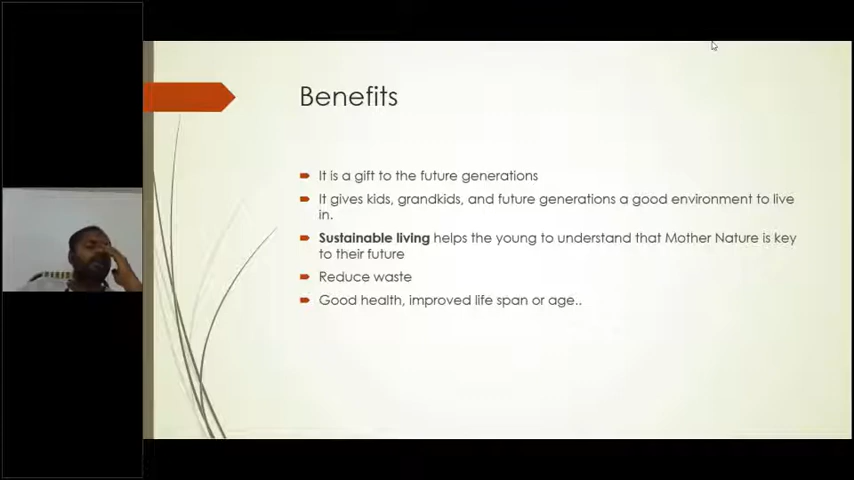 Benefits
It is a gift to the future generations
It gives kids, grandkids, and future generations a good environment to live
in.
Sustainable living helps the young to understand that Mother Nature is key
to their future
Reduce waste
Good health, improved life span or age..